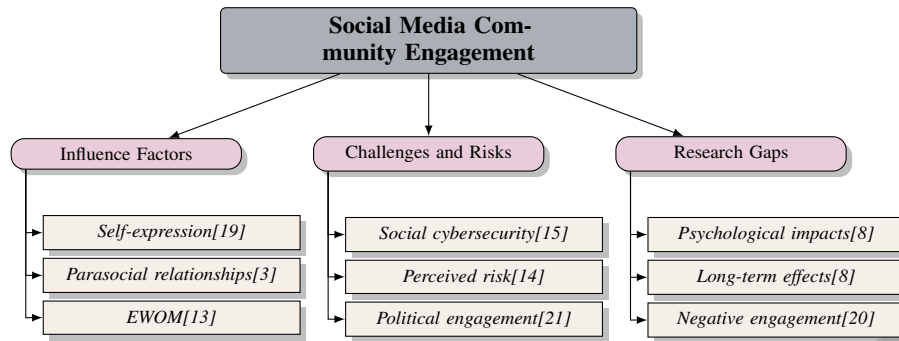 Social Media Com-
munity Engagement
Influence Factors
Self-expression[19]
Parasocial relationships[3]
EWOM[13]
Challenges and Risks
Social cybersecurity[15]
Perceived risk[14]
Political engagement[21]
Research Gaps
Psychological impacts[8]
Long-term effects[8]
Negative engagement[20]